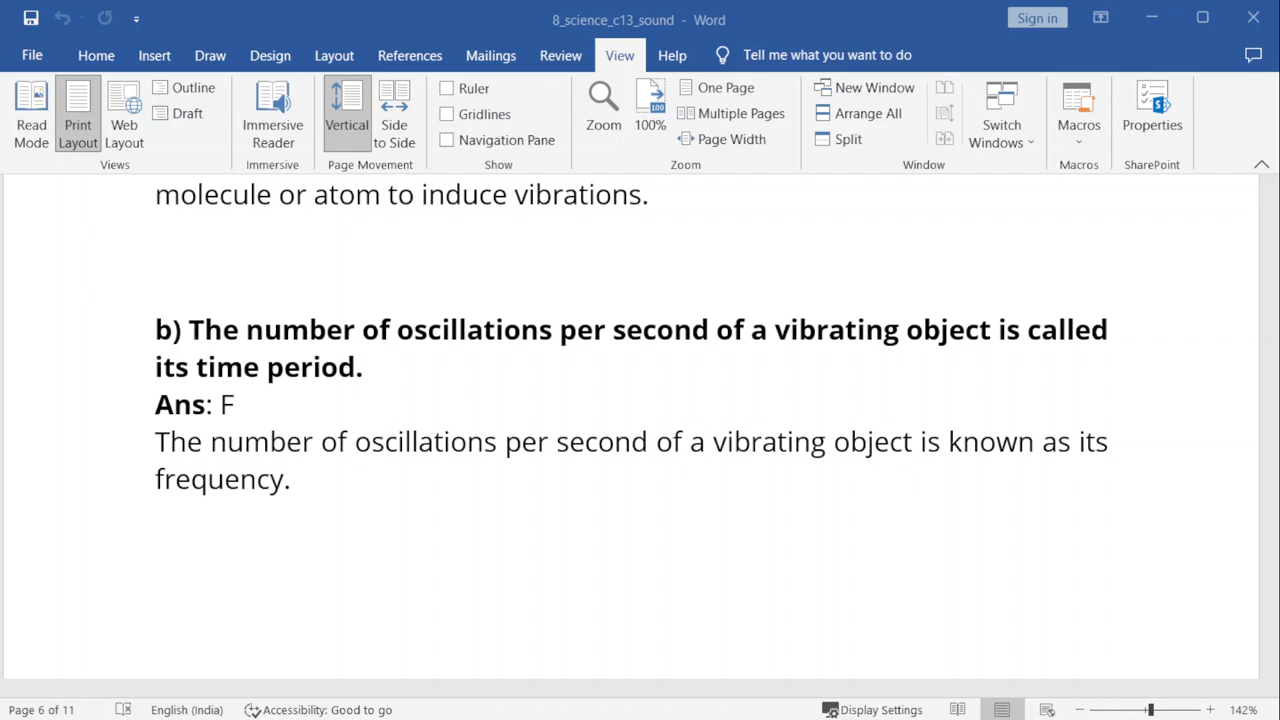 8_science_c13_sound - Word
Sign in
File Home Insert Draw Design Layout References Mailings Review View Help Tell me what you want to do
Read Mode
Print Layout
Web Layout
Outline
Draft
Views
Immersive Reader
Immersive
Vertical
Side to Side
Page Movement
Ruler
Gridlines
Navigation Pane
Show
Zoom
100
100%
One Page
Multiple Pages
Page Width
Zoom
New Window
Arrange All
Split
Switch Windows
Window
Macros
Macros
Properties
SharePoint
molecule or atom to induce vibrations.
b) The number of oscillations per second of a vibrating object is called
its time period.
Ans: F
The number of oscillations per second of a vibrating object is known as its
frequency.
Page 6 of 11 English (India) Accessibility: Good to go Display Settings 142%